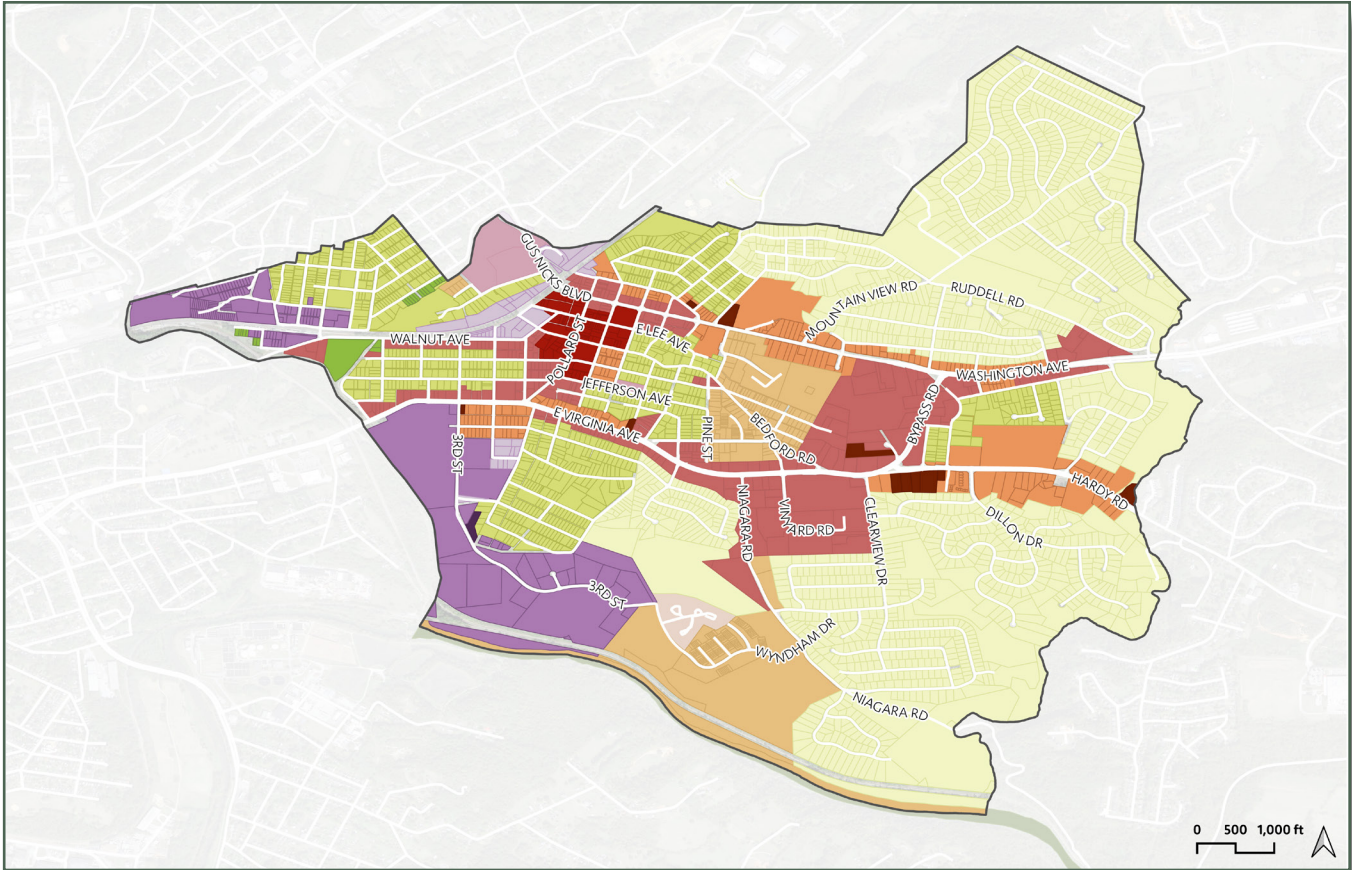 GUS NICKS BLVD
MOUNTAIN VIEW RD
RUDDELL RD
WALNUT AVE
POLLARD ST
E LEE AVE
WASHINGTON AVE
JEFFERSON AVE
BYPASS RD
E VIRGINIA AVE
PINE ST
BEDFORD RD
3RD ST
HARDY RD
NIAGARA RD
VINYARD RD
CLEARVIEW DR
DILLON DR
3RD ST
WYNDHAM DR
NIAGARA RD
0 500 1,000 ft